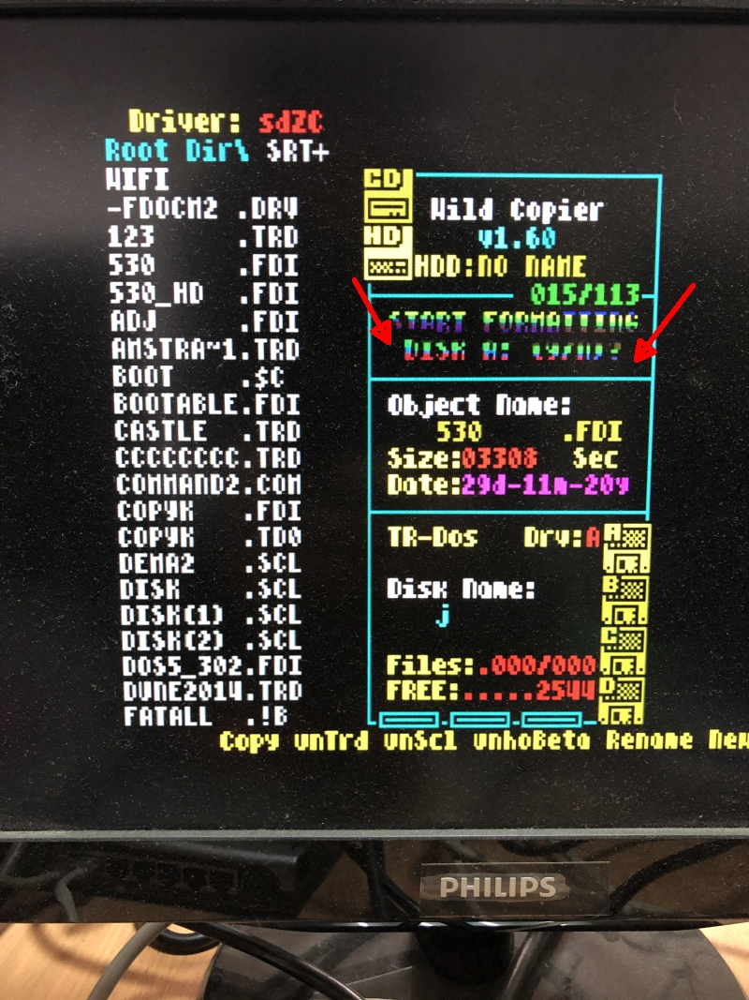 Driver: sdZC
Root Dir\ $RT+
WIFI
-FDOCM2 .DRV
123 .TRD
530 .FDI
530_HD .FDI
ADJ .FDI
AMSTRA~1.TRD
BOOT .$C
BOOTABLE.FDI
CASTLE .TRD
CCCCCCCC.TRD
COMMAND2.COM
COPYK .FDI
COPYK .TD0
DEMA2 .SCL
DISK .SCL
DISK(1) .SCL
DISK(2) .SCL
DOS5_302.FDI
DUNE2014.TRD
FATALL .!B
CD
Wild Copier
HD
v1.60
HDD:NO NAME
015/113
START FORMATTING
DISK A: (Y/N)?
Object Name:
530 .FDI
Size:03308 Sec
Date:29d-11m-20y
TR-Dos Drv:A
A
Disk Name:
B
j
C
Files:.000/000
D
FREE:.....2544
Copy unTrd unScl unhoBeta Rename New
PHILIPS